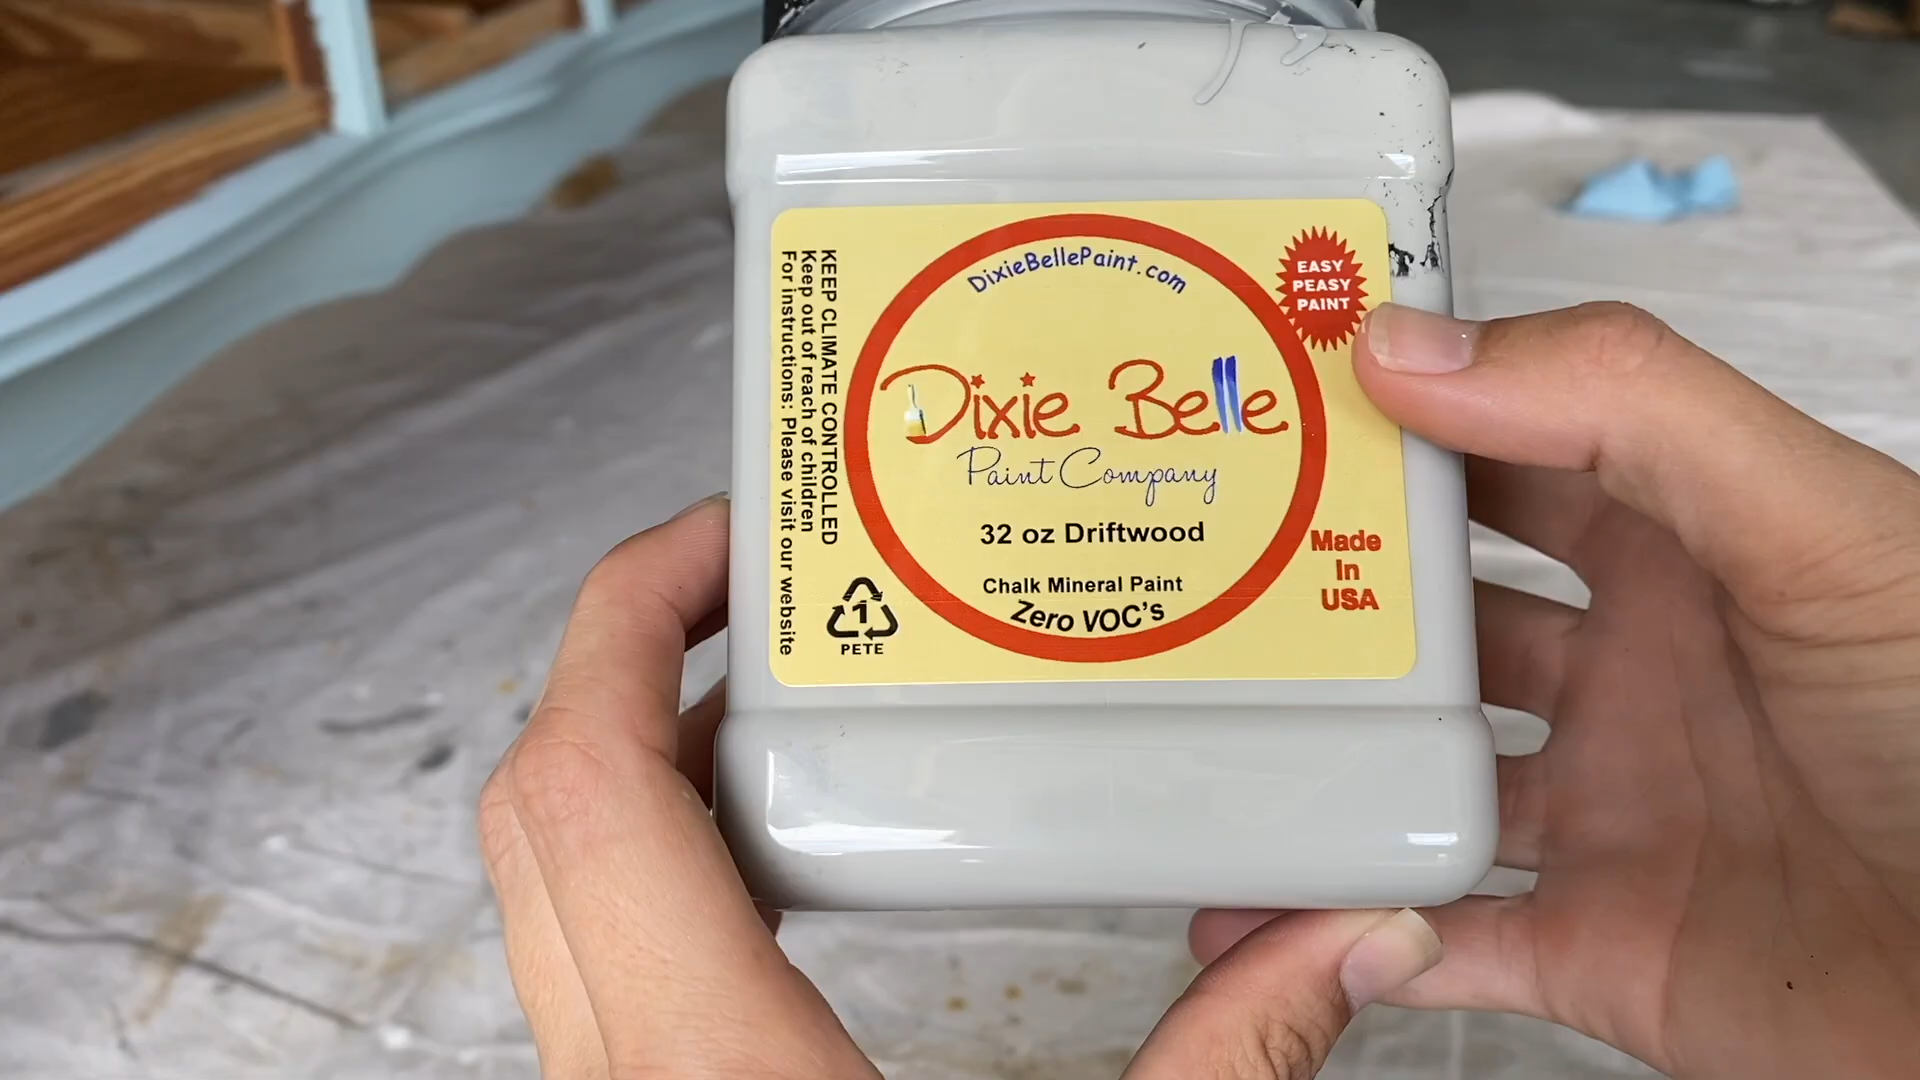 DixieBellePaint.com
EASY
PEASY
PAINT
Dixie Belle
Paint Company
32 oz Driftwood
Chalk Mineral Paint
Zero VOC's
Made
In
USA
KEEP CLIMATE CONTROLLED
Keep out of reach of children
For instructions: Please visit our website
1
PETE